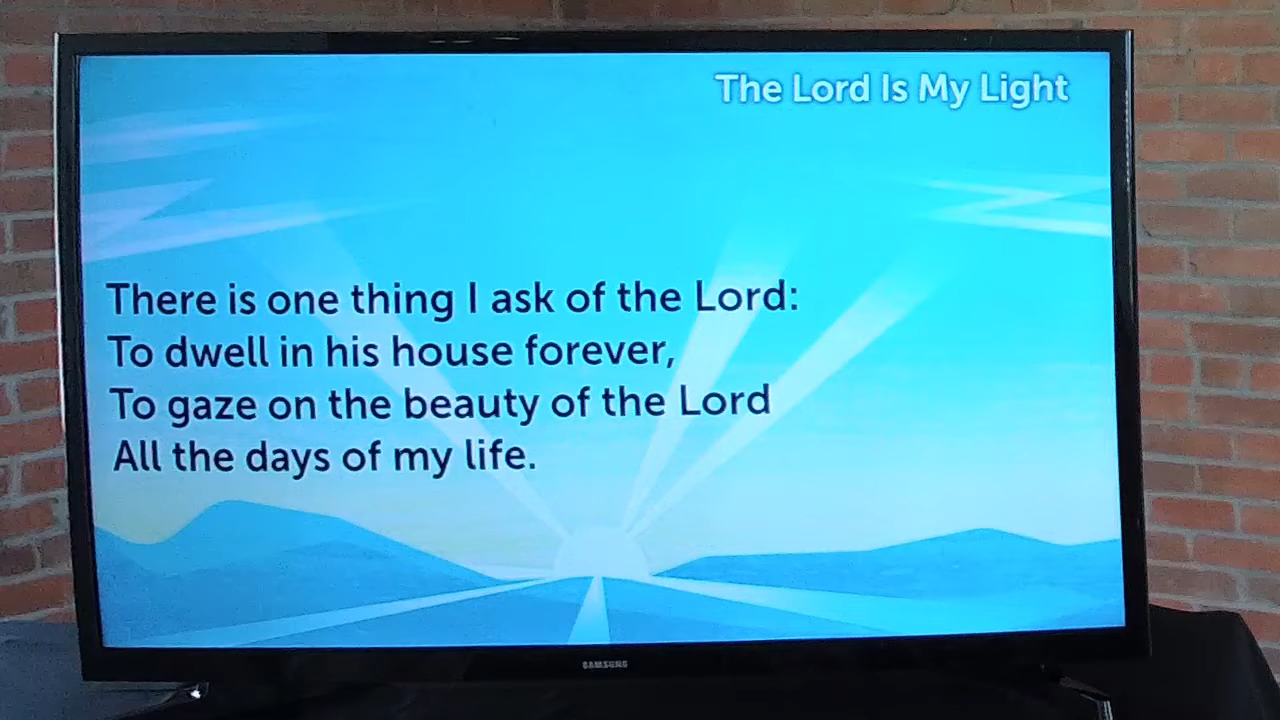 The Lord Is My Light
There is one thing I ask of the Lord:
To dwell in his house forever,
To gaze on the beauty of the Lord
All the days of my life.
SAMSUNG